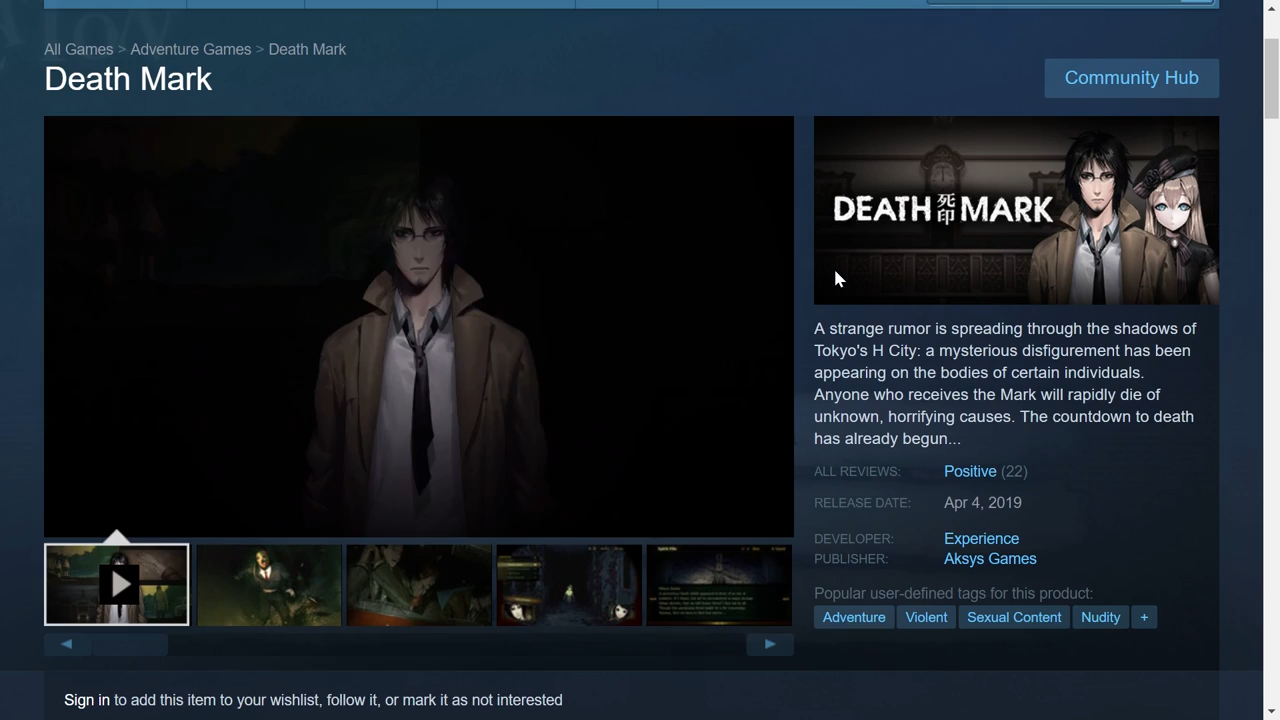 All Games > Adventure Games > Death Mark
Death Mark
Community Hub
DEATH 死印 MARK
A strange rumor is spreading through the shadows of
Tokyo's H City: a mysterious disfigurement has been
appearing on the bodies of certain individuals.
Anyone who receives the Mark will rapidly die of
unknown, horrifying causes. The countdown to death
has already begun...
ALL REVIEWS: Positive (22)
RELEASE DATE: Apr 4, 2019
DEVELOPER: Experience
PUBLISHER: Aksys Games
Popular user-defined tags for this product:
Adventure Violent Sexual Content Nudity +
Sign in to add this item to your wishlist, follow it, or mark it as not interested